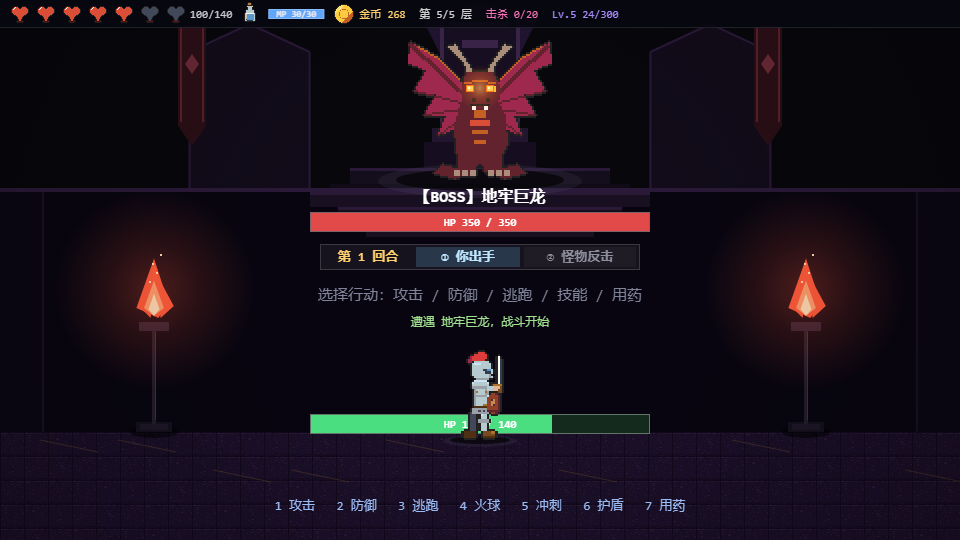 100/140 MP 30/30 金币 268 第 5/5 层 击杀 0/20 Lv.5 24/300
【BOSS】地牢巨龙
HP 350 / 350
第 1 回合 ① 你出手 ② 怪物反击
选择行动: 攻击 / 防御 / 逃跑 / 技能 / 用药
遭遇 地牢巨龙, 战斗开始
HP 1 140
1 攻击 2 防御 3 逃跑 4 火球 5 冲刺 6 护盾 7 用药